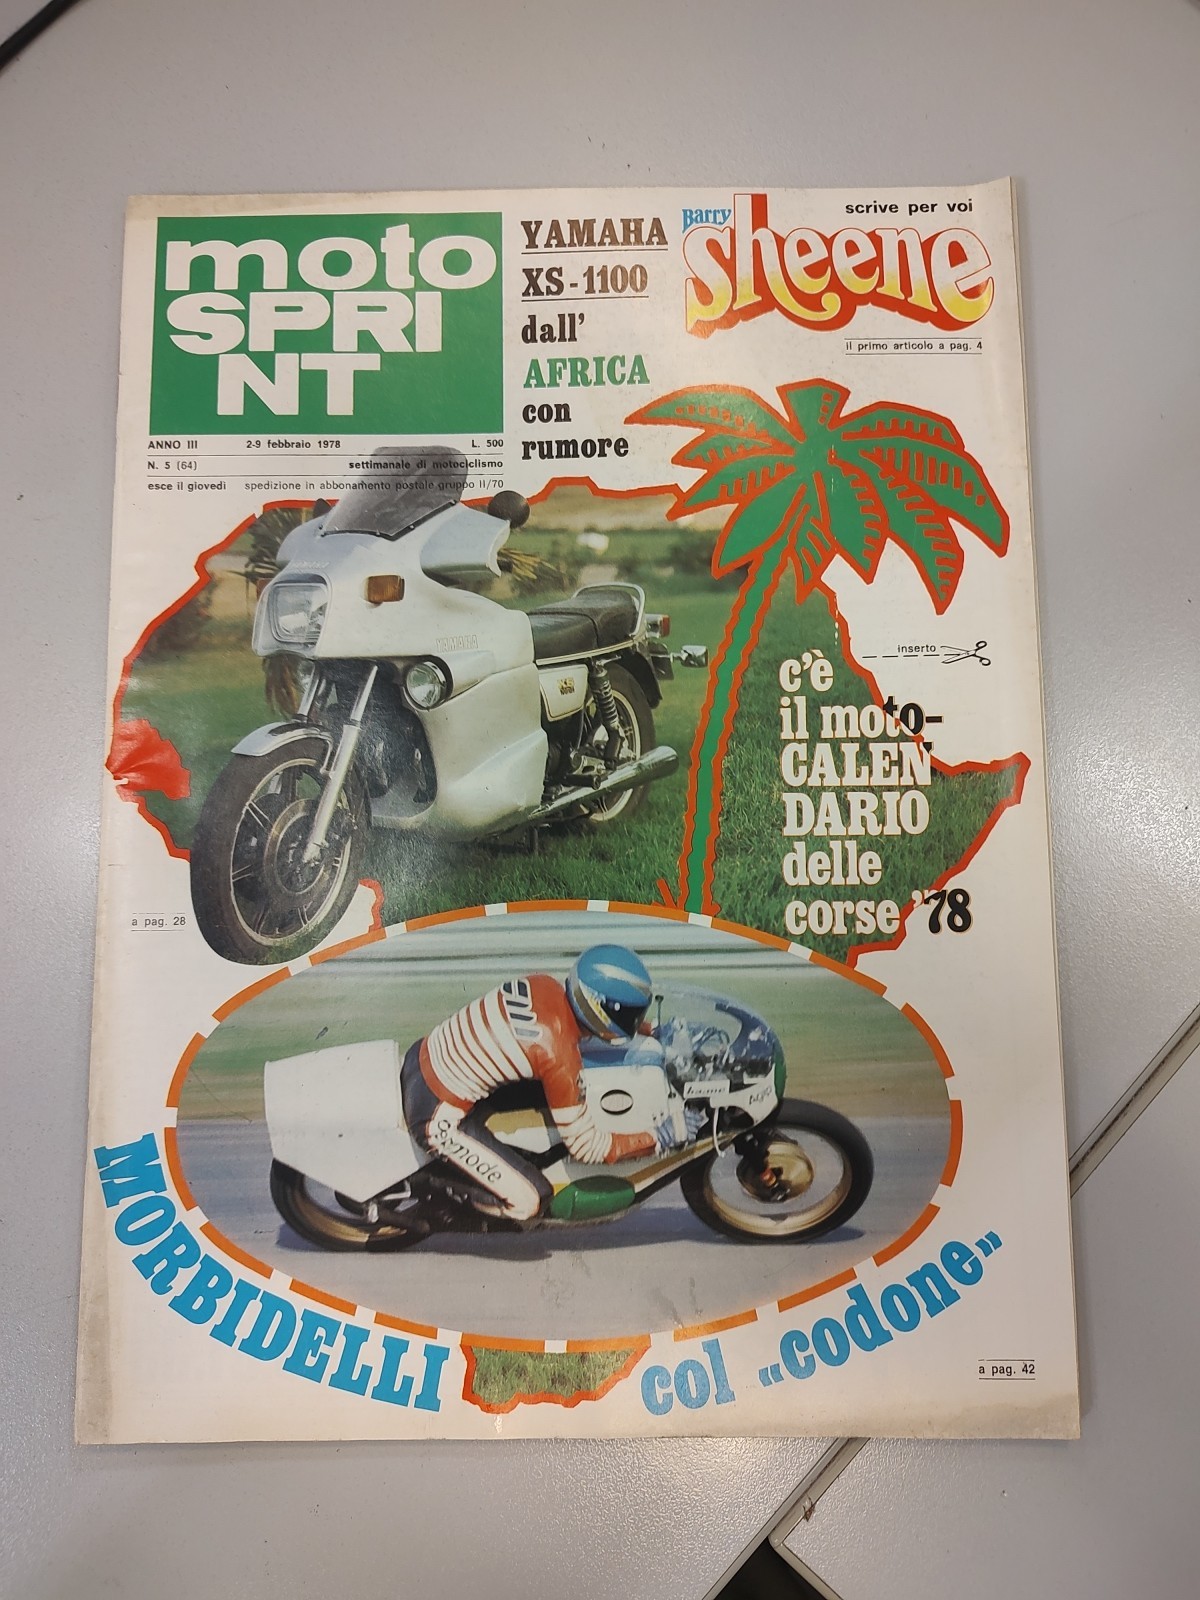 moto
SPRI
NT
ANNO III 2-9 febbraio 1978 L. 500
N. 5 (64) settimanale di motociclismo
esce il giovedì spedizione in abbonamento postale gruppo II/70
YAMAHA
XS-1100
dall'
AFRICA
con
rumore
scrive per voi
Barry
sheene
il primo articolo a pag. 4
inserto
c'è
il moto-
CALEN
DARIO
delle
corse '78
YAMAHA
a pag. 28
0
AGIP
MORBIDELLI
col „codone"
a pag. 42